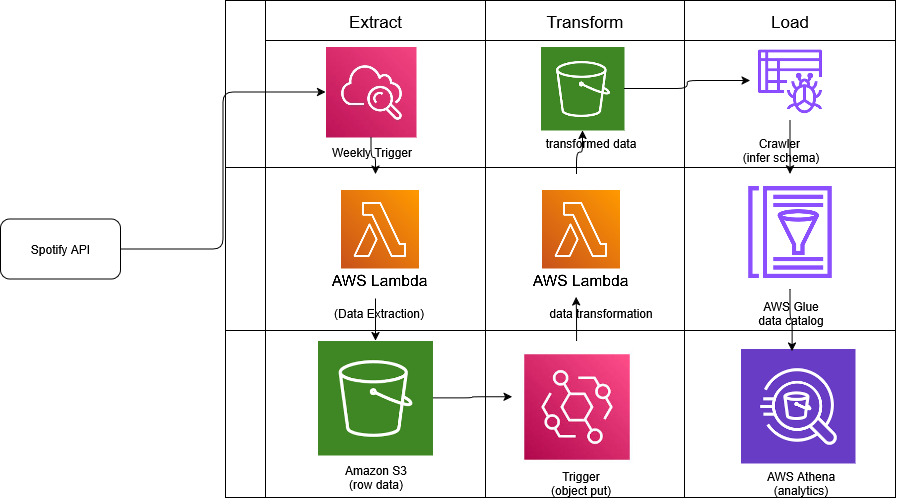 Extract
Transform
Load
Weekly Trigger
transformed data
Crawler
(infer schema)
Spotify API
AWS Lambda
(Data Extraction)
AWS Lambda
data transformation
AWS Glue
data catalog
Amazon S3
(row data)
Trigger
(object put)
AWS Athena
(analytics)